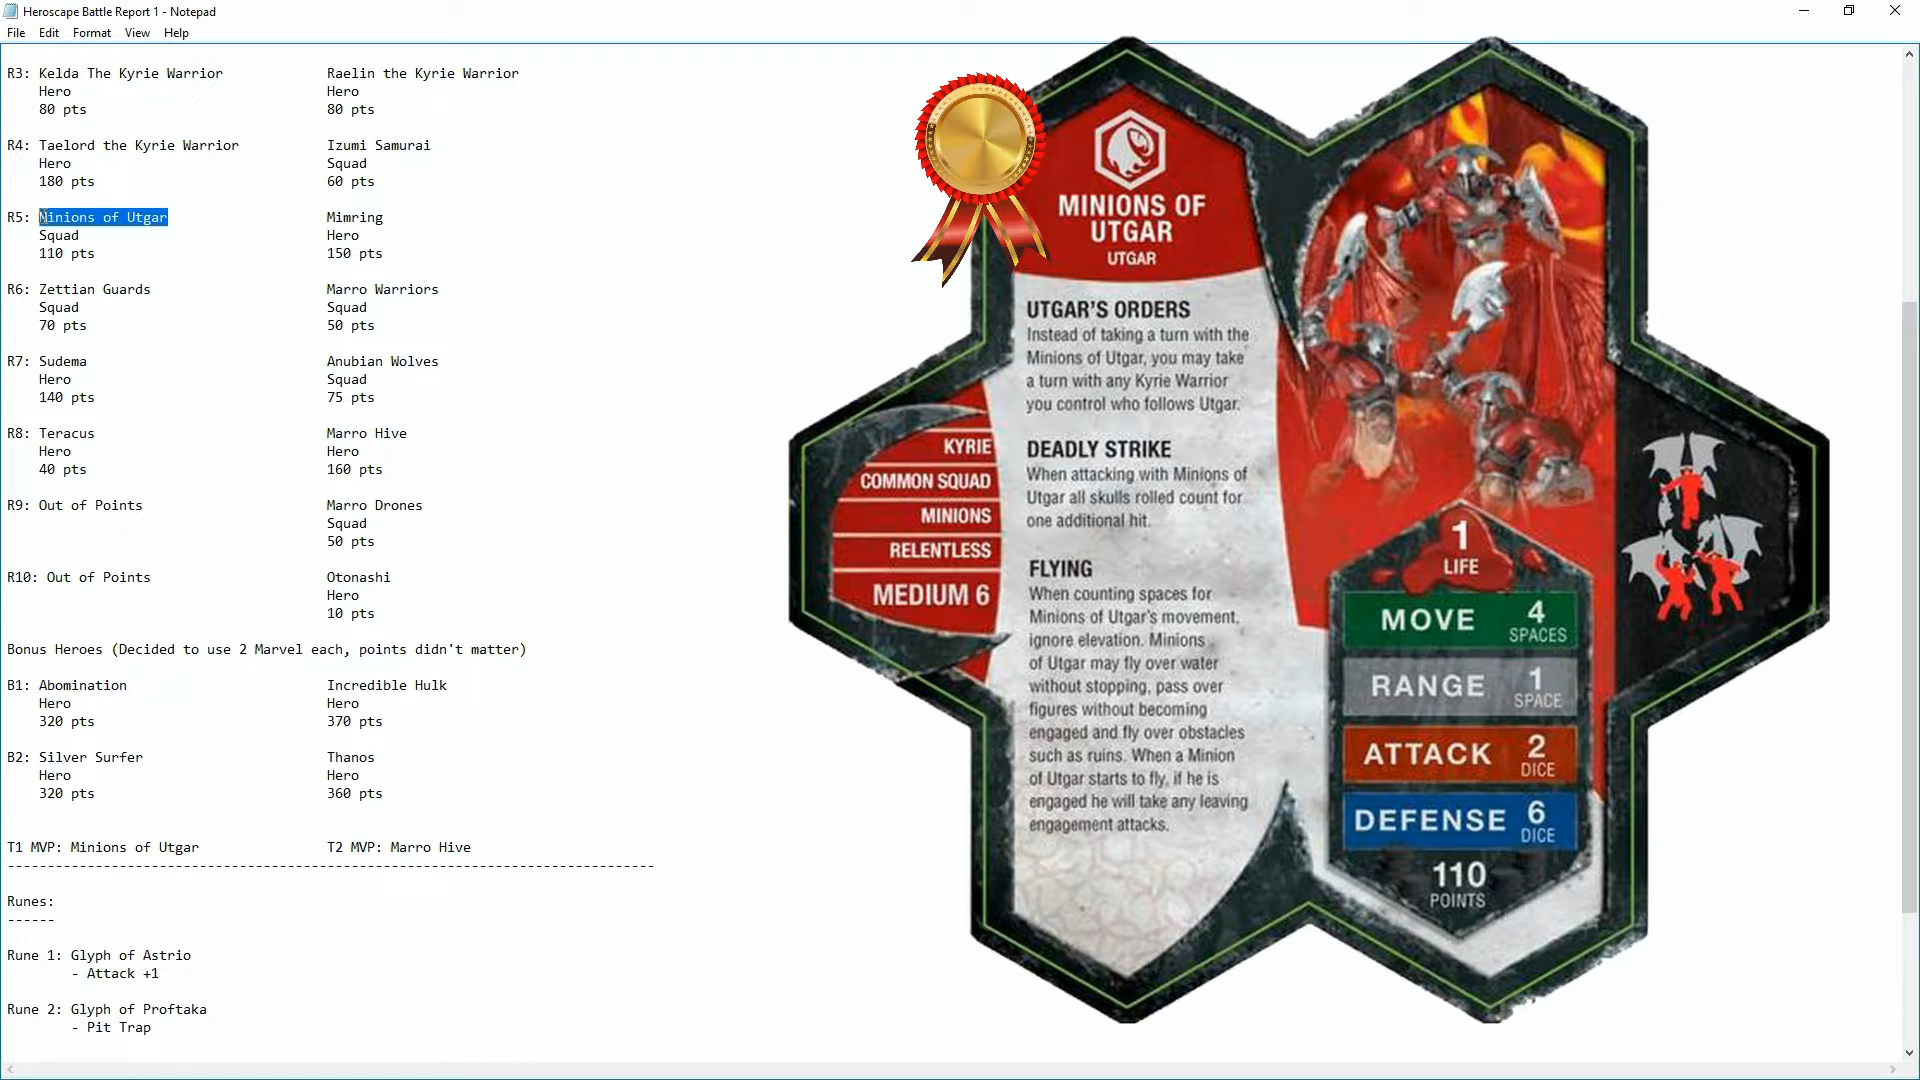 Heroscape Battle Report 1 - Notepad
File Edit Format View Help
R3: Kelda The Kyrie Warrior Raelin the Kyrie Warrior
Hero Hero
80 pts 80 pts
R4: Taelord the Kyrie Warrior Izumi Samurai
Hero Squad
180 pts 60 pts
R5: Minions of Utgar Mimring
Squad Hero
110 pts 150 pts
R6: Zettian Guards Marro Warriors
Squad Squad
70 pts 50 pts
R7: Sudema Anubian Wolves
Hero Squad
140 pts 75 pts
R8: Teracus Marro Hive
Hero Hero
40 pts 160 pts
R9: Out of Points Marro Drones
Squad
50 pts
R10: Out of Points Otonashi
Hero
10 pts
Bonus Heroes (Decided to use 2 Marvel each, points didn't matter)
B1: Abomination Incredible Hulk
Hero Hero
320 pts 370 pts
B2: Silver Surfer Thanos
Hero Hero
320 pts 360 pts
T1 MVP: Minions of Utgar T2 MVP: Marro Hive
---------------------------------------------------------------------------------
Runes:
------
Rune 1: Glyph of Astrio
- Attack +1
Rune 2: Glyph of Proftaka
- Pit Trap
MINIONS OF
UTGAR
UTGAR
KYRIE
COMMON SQUAD
MINIONS
RELENTLESS
MEDIUM 6
UTGAR'S ORDERS
Instead of taking a turn with the
Minions of Utgar, you may take
a turn with any Kyrie Warrior
you control who follows Utgar.
DEADLY STRIKE
When attacking with Minions of
Utgar all skulls rolled count for
one additional hit.
FLYING
When counting spaces for
Minions of Utgar's movement,
ignore elevation. Minions
of Utgar may fly over water
without stopping, pass over
figures without becoming
engaged and fly over obstacles
such as ruins. When a Minion
of Utgar starts to fly, if he is
engaged he will take any leaving
engagement attacks.
1
LIFE
MOVE 4
SPACES
RANGE 1
SPACE
ATTACK 2
DICE
DEFENSE 6
DICE
110
POINTS